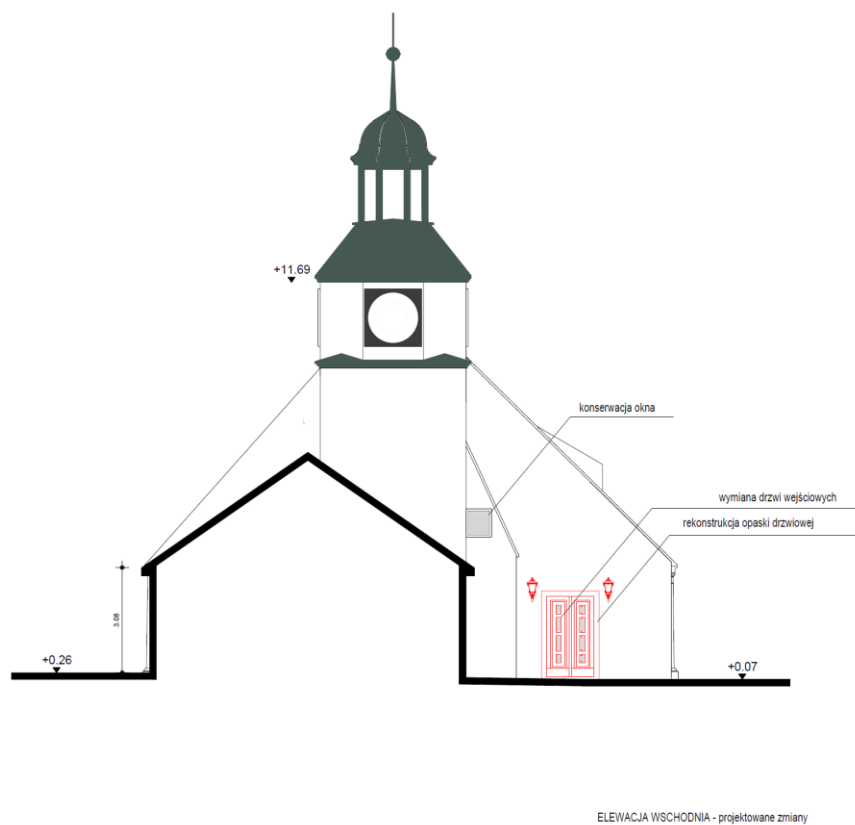 +11.69
konserwacja okna
wymiana drzwi wejściowych
rekonstrukcja opaski drzwiowej
3.08
+0.26
+0.07
ELEWACJA WSCHODNIA - projektowane zmiany